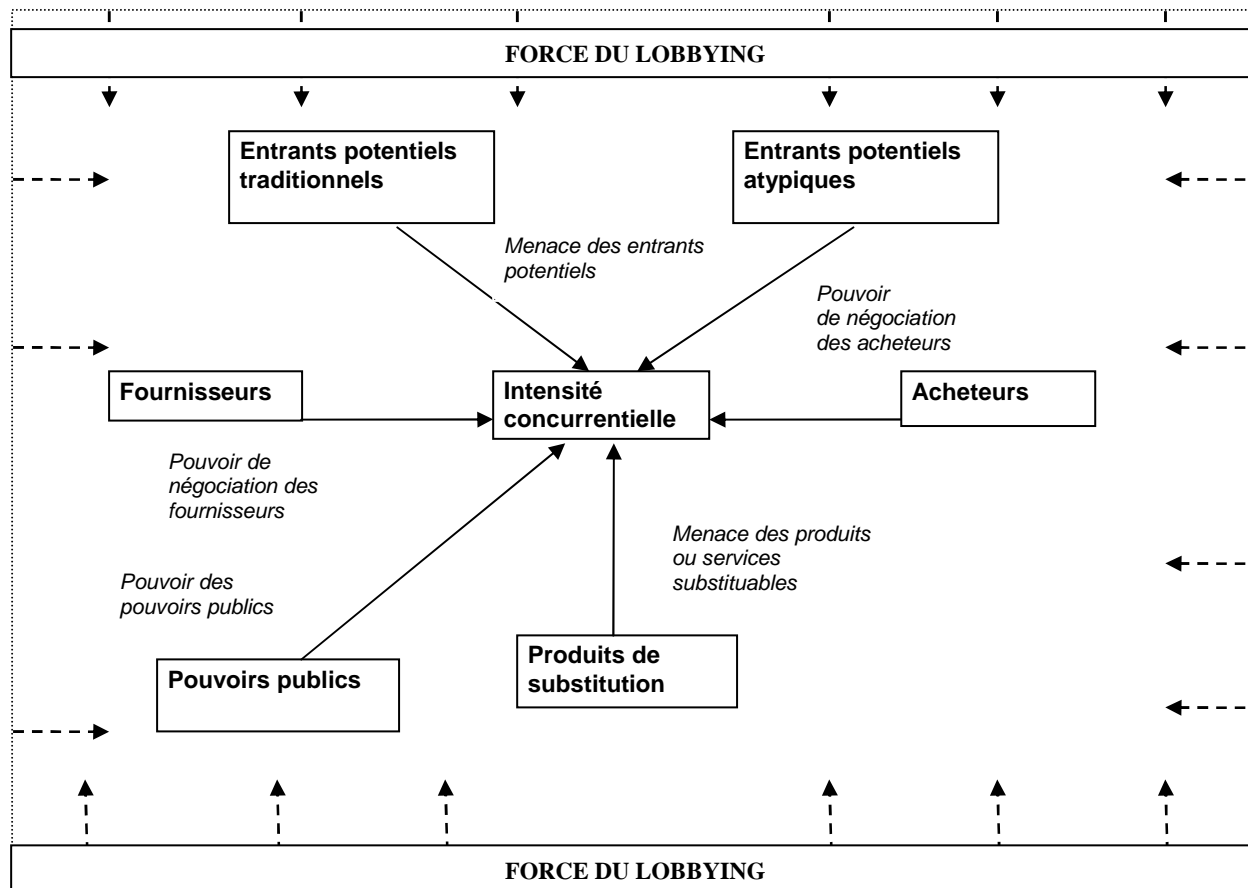 FORCE DU LOBBYING
Entrants potentiels
traditionnels
Entrants potentiels
atypiques
Menace des entrants
potentiels
Pouvoir
de négociation
des acheteurs
Fournisseurs
Intensité
concurrentielle
Acheteurs
Pouvoir de
négociation des
fournisseurs
Menace des produits
ou services
substituables
Pouvoir des
pouvoirs publics
Pouvoirs publics
Produits de
substitution
FORCE DU LOBBYING